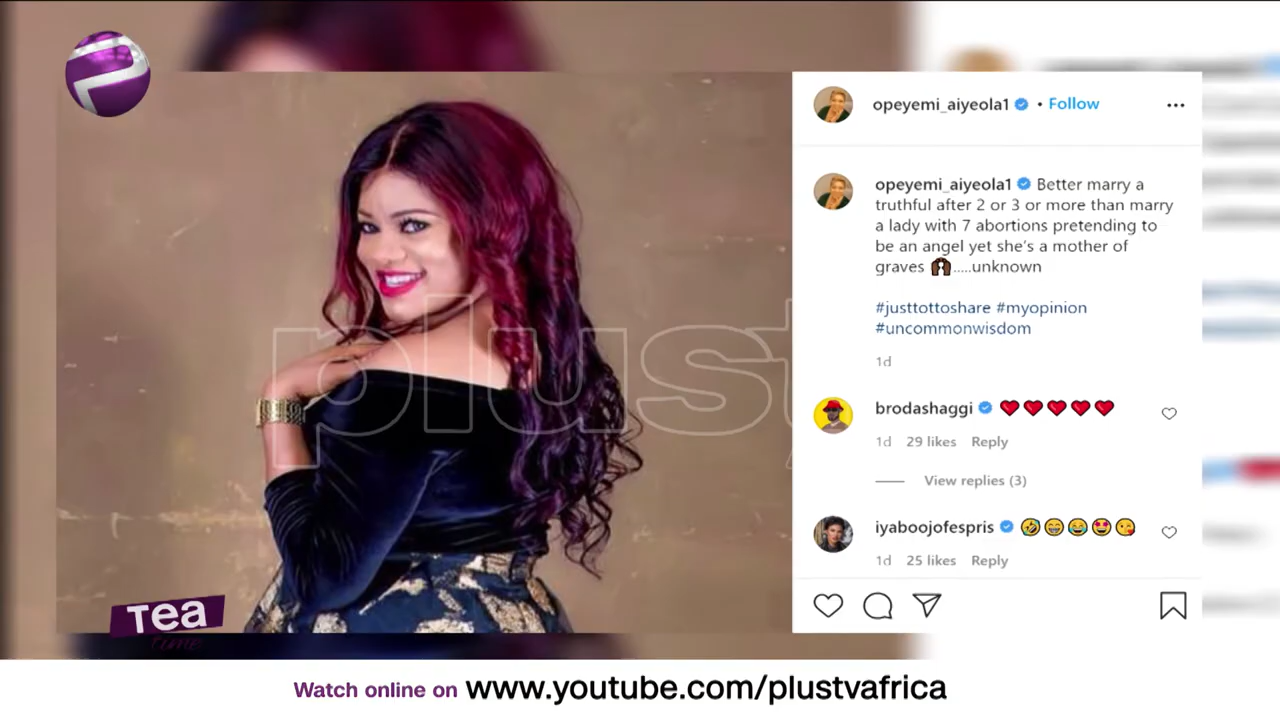 opeyemi_aiyeola1 • Follow
opeyemi_aiyeola1 Better marry a
truthful after 2 or 3 or more than marry
a lady with 7 abortions pretending to
be an angel yet she's a mother of
graves .....unknown
#justtottoshare #myopinion
#uncommonwisdom
1d
brodashaggi
1d 29 likes Reply
View replies (3)
iyaboojofespris
1d 25 likes Reply
plust
Tea
time
Watch online on www.youtube.com/plustvafrica